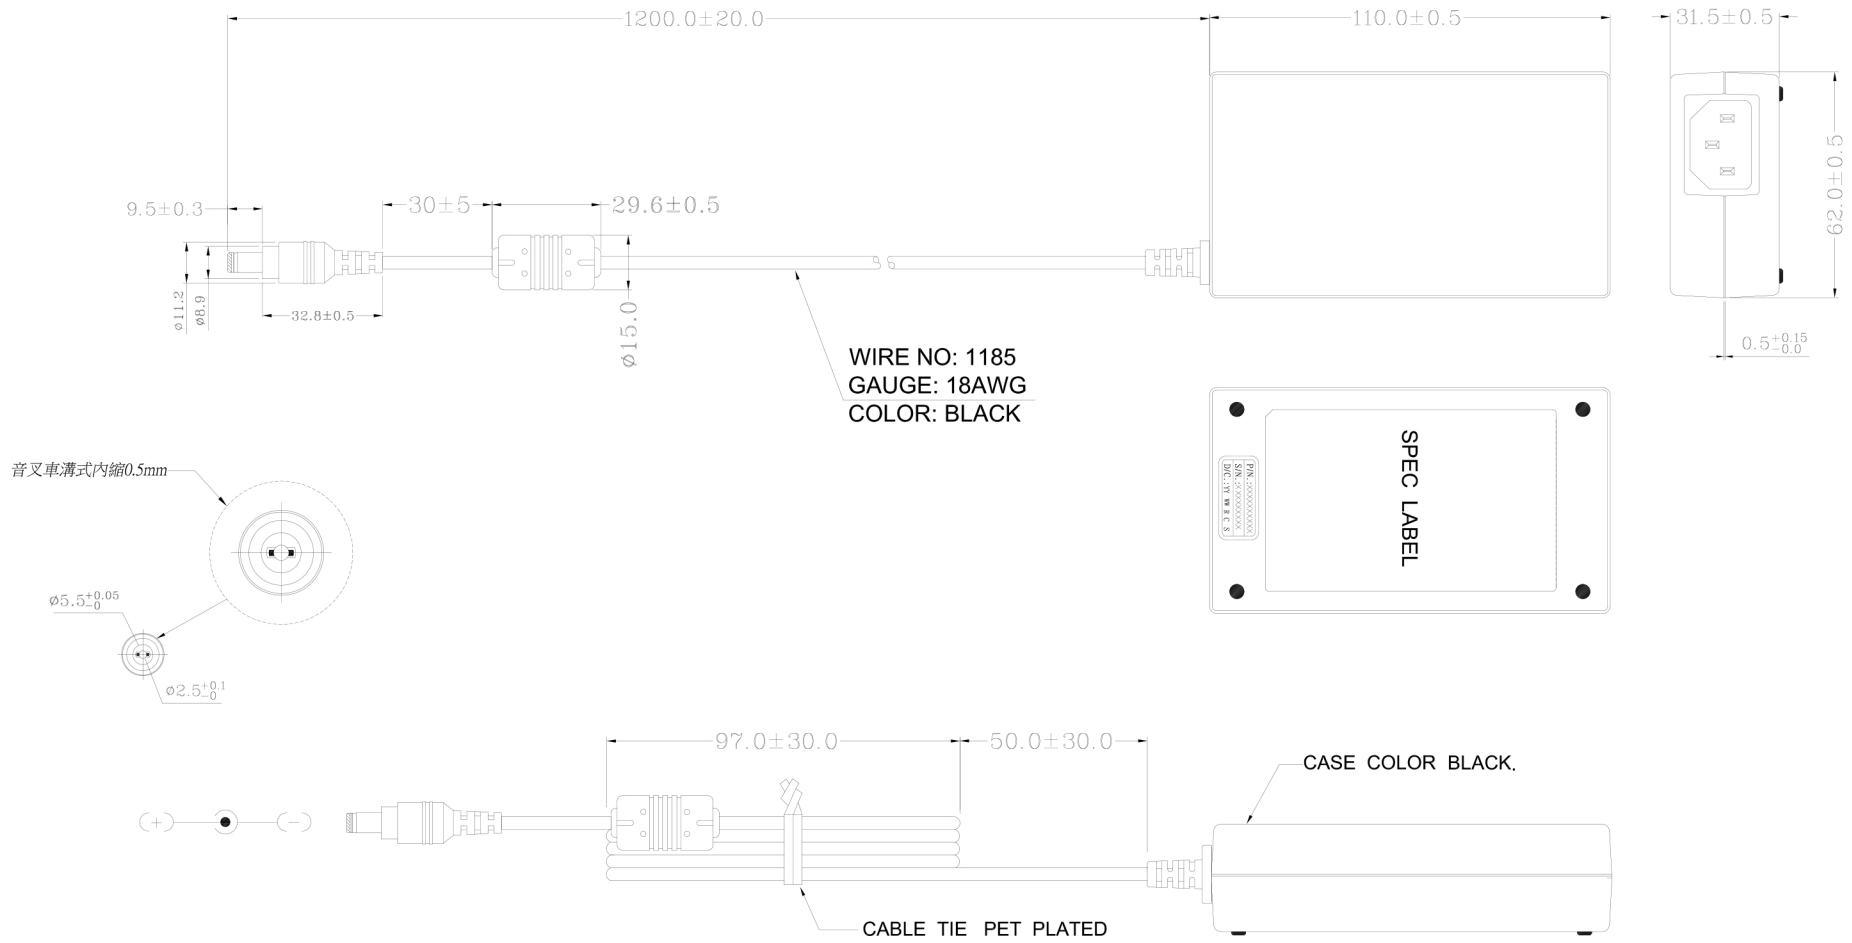 1200.0±20.0
110.0±0.5
31.5±0.5
9.5±0.3
30±5
29.6±0.5
62.0±0.5
ø11.2
ø8.9
32.8±0.5
ø15.0
0.5+0.15-0.0
WIRE NO: 1185
GAUGE: 18AWG
COLOR: BLACK
音叉車溝式內縮0.5mm
SPEC LABEL
P/N.:XXXXXXXXXXX
S/N.:XXXXXXXXXX
D/C.:YY WW R C S
ø5.5+0.05-0
ø2.5+0.1-0
97.0±30.0
50.0±30.0
CASE COLOR BLACK.
+
−
CABLE TIE PET PLATED